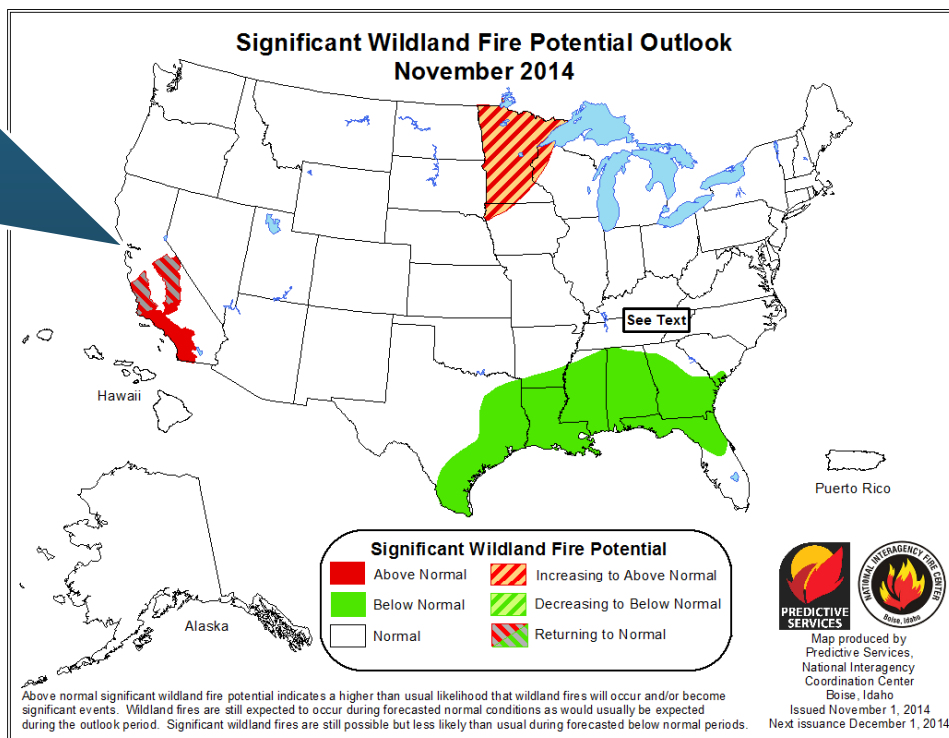 Significant Wildland Fire Potential Outlook
November 2014
See Text
Hawaii
Puerto Rico
Alaska
Significant Wildland Fire Potential
Above Normal
Increasing to Above Normal
Below Normal
Decreasing to Below Normal
Normal
Returning to Normal
PREDICTIVE
SERVICES
NATIONAL INTERAGENCY FIRE CENTER
Boise, Idaho
Map produced by
Predictive Services,
National Interagency
Coordination Center
Boise, Idaho
Issued November 1, 2014
Next issuance December 1, 2014
Above normal significant wildland fire potential indicates a higher than usual likelihood that wildland fires will occur and/or become
significant events.  Wildland fires are still expected to occur during forecasted normal conditions as would usually be expected
during the outlook period.  Significant wildland fires are still possible but less likely than usual during forecasted below normal periods.